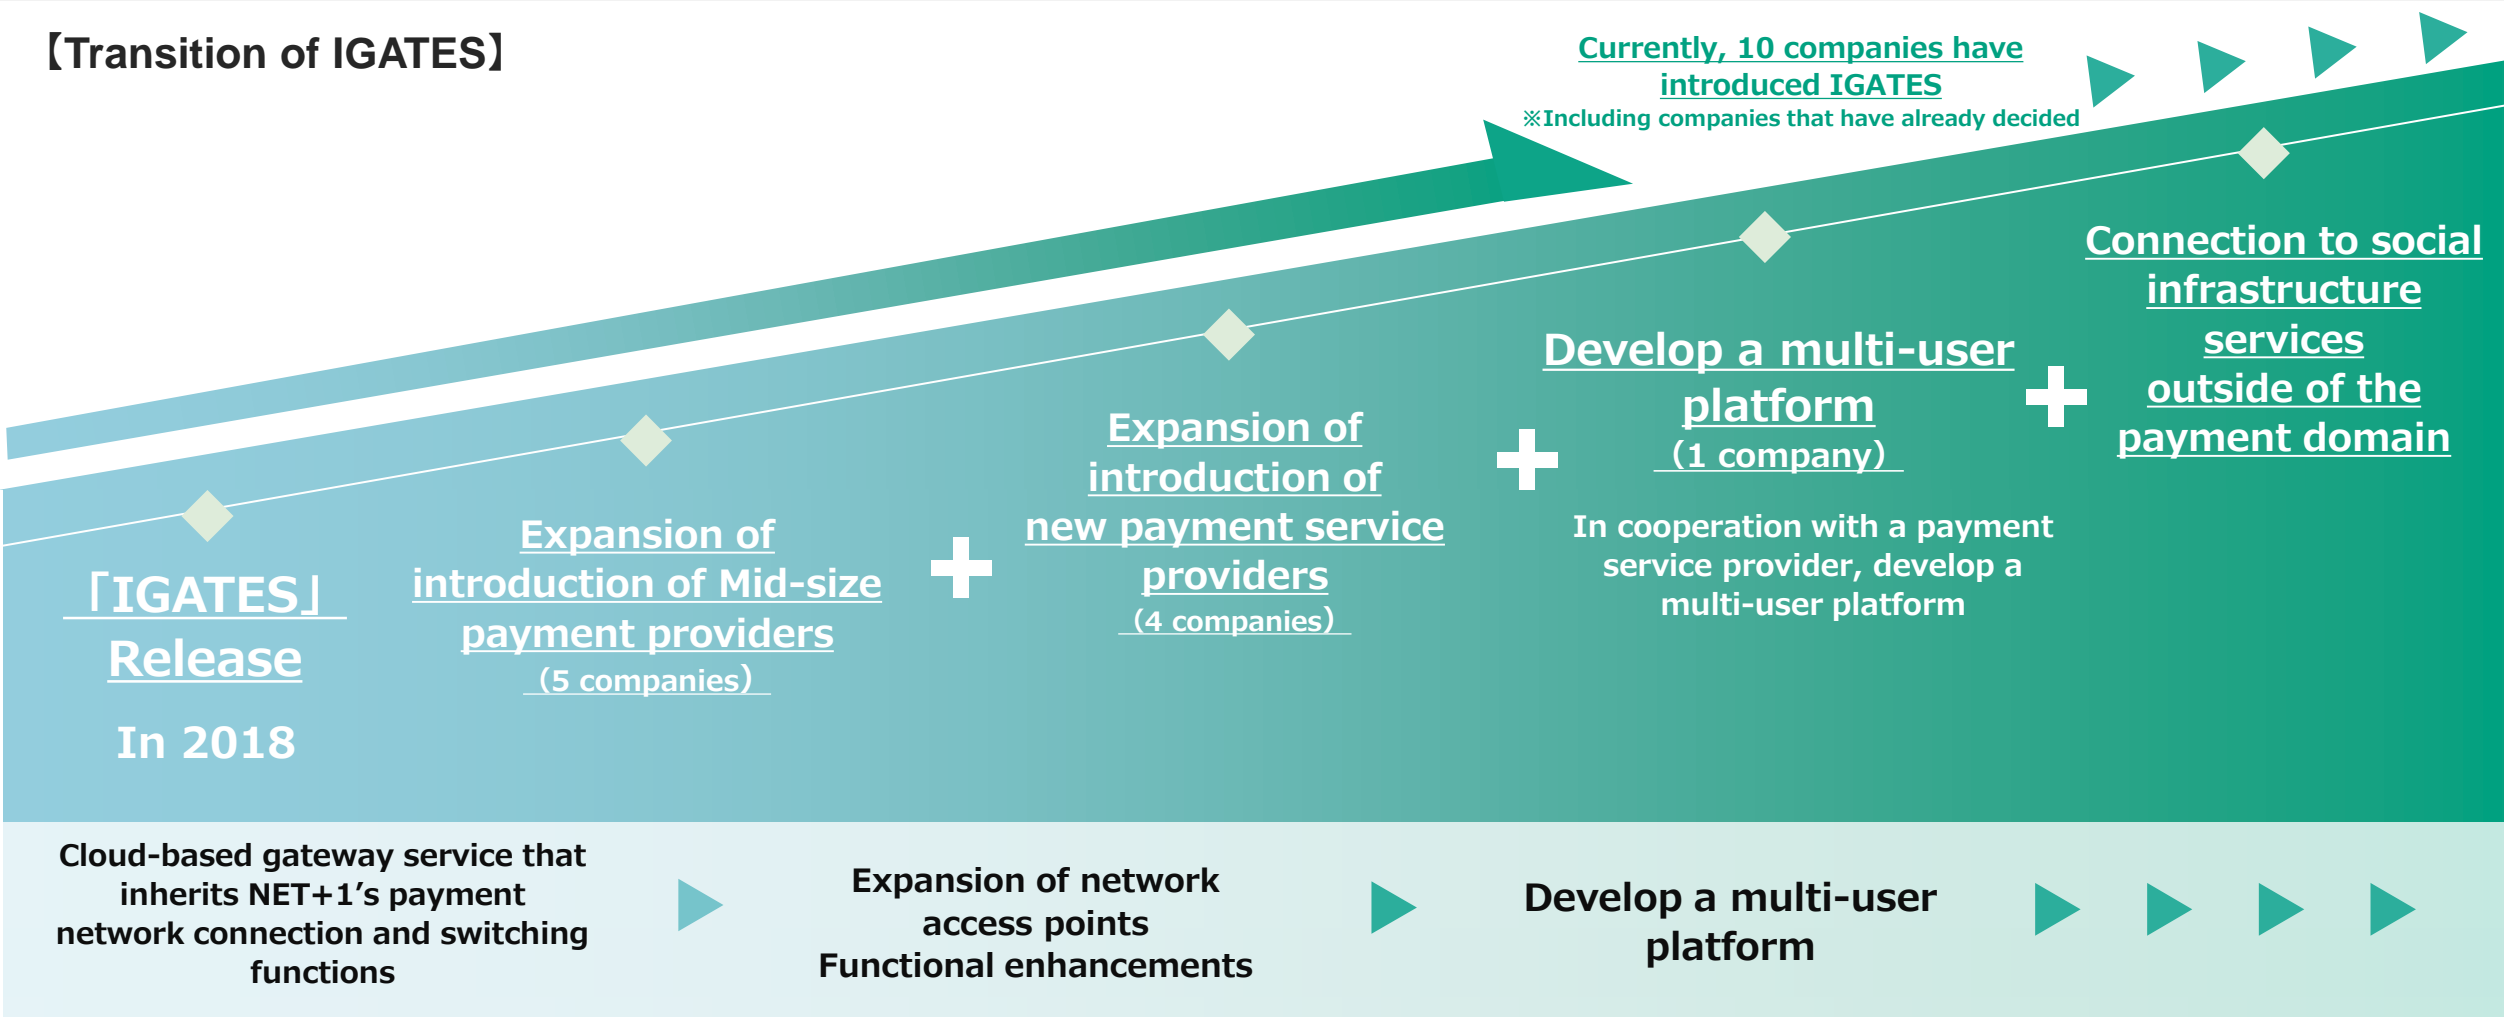 【Transition of IGATES】
Currently, 10 companies have
introduced IGATES
※Including companies that have already decided
「IGATES」
Release
In 2018
Expansion of
introduction of Mid-size
payment providers
（5 companies）
Expansion of
introduction of
new payment service
providers
（4 companies）
Develop a multi-user
platform
（1 company）
In cooperation with a payment
service provider, develop a
multi-user platform
Connection to social
infrastructure
services
outside of the
payment domain
Cloud-based gateway service that
inherits NET+1’s payment
network connection and switching
functions
Expansion of network
access points
Functional enhancements
Develop a multi-user
platform